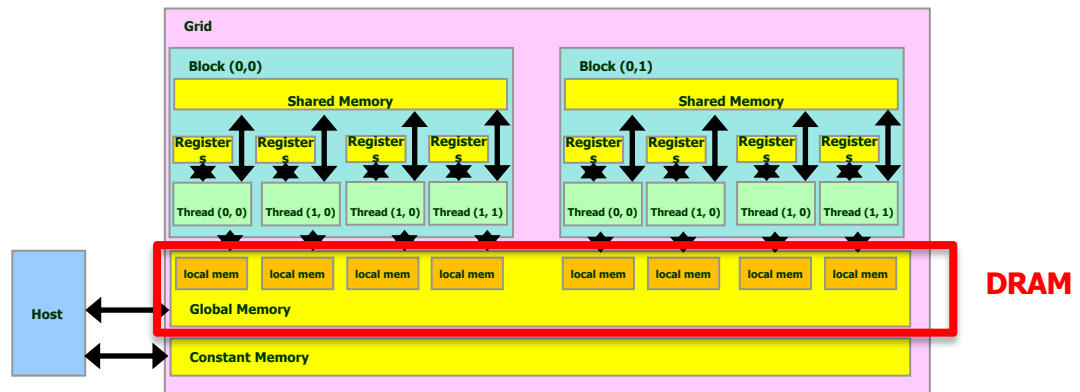 Grid
Block (0,0)
Block (0,1)
Shared Memory
Shared Memory
Register
s
Register
s
Register
s
Register
s
Register
s
Register
s
Register
s
Register
s
Thread (0, 0)
Thread (1, 0)
Thread (1, 0)
Thread (1, 1)
Thread (0, 0)
Thread (1, 0)
Thread (1, 0)
Thread (1, 1)
local mem
local mem
local mem
local mem
local mem
local mem
local mem
local mem
DRAM
Host
Global Memory
Constant Memory